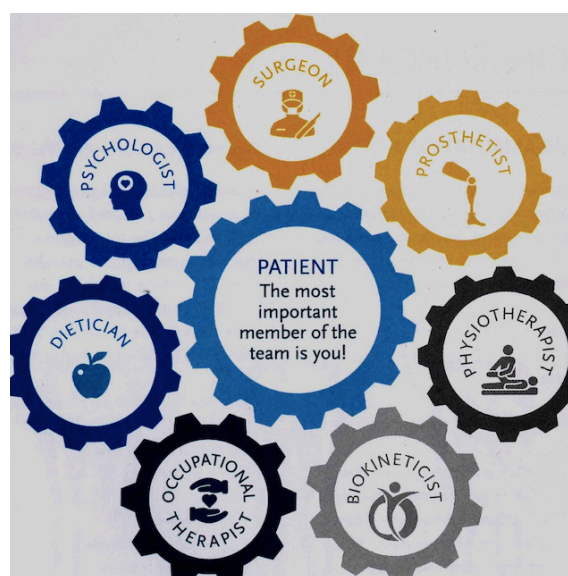 SURGEON
PROSTHETIST
PSYCHOLOGIST
PATIENT
The most
important
member of the
team is you!
PHYSIOTHERAPIST
DIETICIAN
BIOKINETICIST
OCCUPATIONAL
THERAPIST